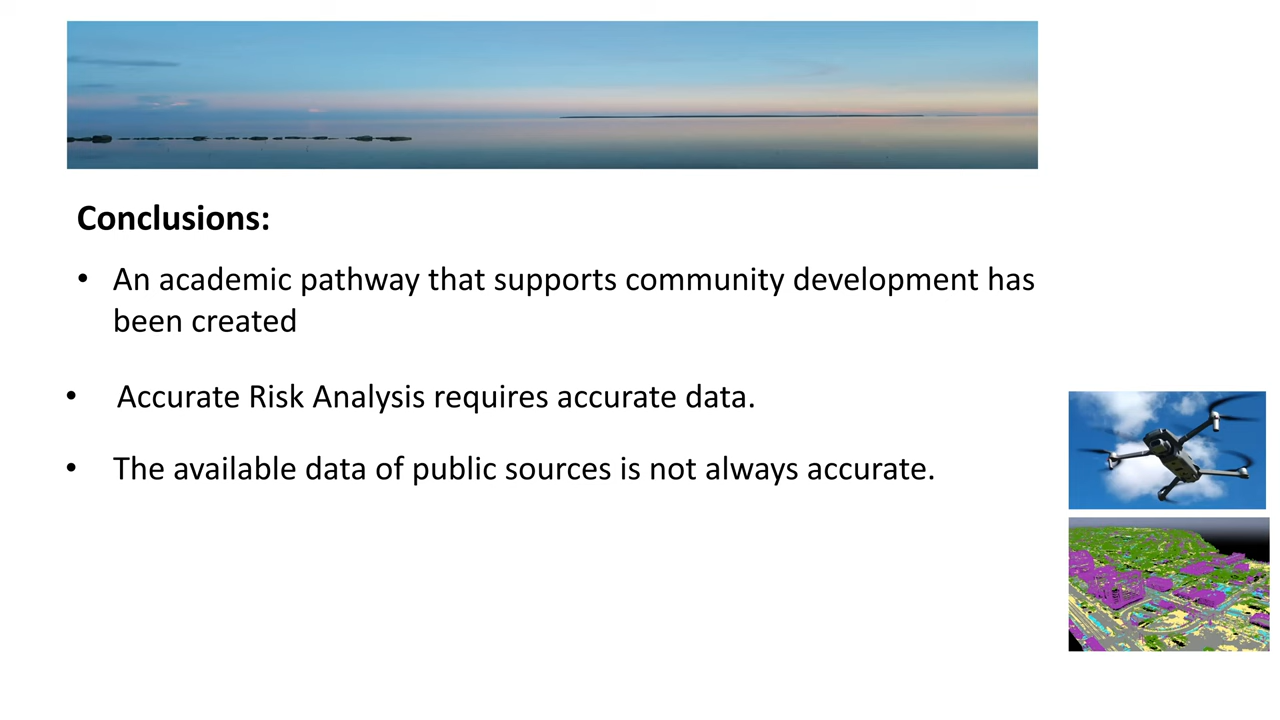 Conclusions:
• An academic pathway that supports community development has
been created
• Accurate Risk Analysis requires accurate data.
• The available data of public sources is not always accurate.